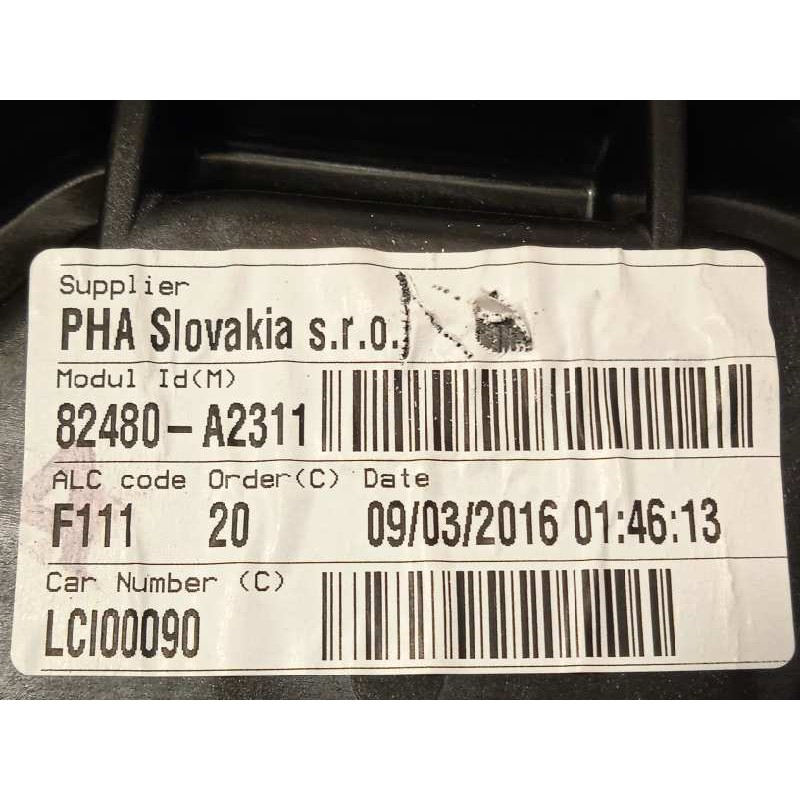 Supplier
PHA Slovakia s.r.o.
Modul Id(M)
82480-A2311
ALC code Order(C) Date
F111 20 09/03/2016 01:46:13
Car Number (C)
LCI00090